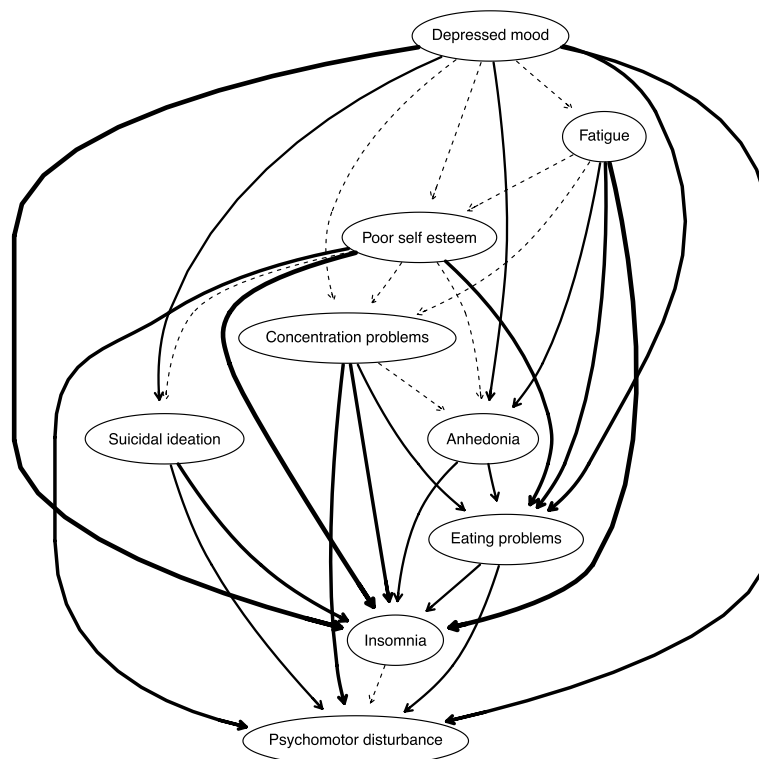 Depressed mood
Fatigue
Poor self esteem
Concentration problems
Suicidal ideation
Anhedonia
Eating problems
Insomnia
Psychomotor disturbance